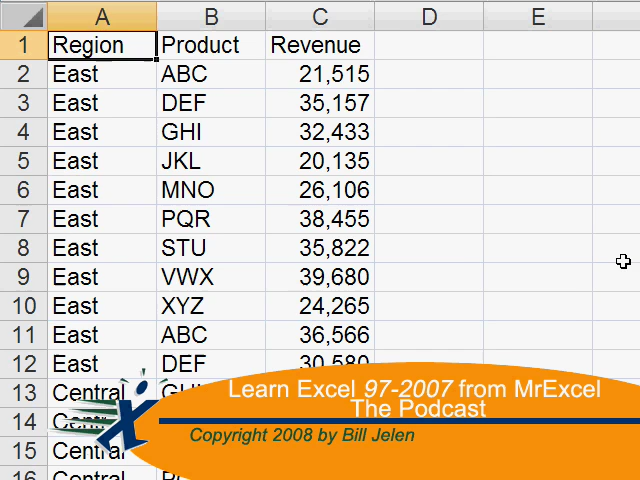 A B C D E
1 Region Product Revenue
2 East ABC 21,515
3 East DEF 35,157
4 East GHI 32,433
5 East JKL 20,135
6 East MNO 26,106
7 East PQR 38,455
8 East STU 35,822
9 East VWX 39,680
10 East XYZ 24,265
11 East ABC 36,566
12 East DEF 30,580
13 Central
14 Central
15 Central
16 Central
Learn Excel 97-2007 from MrExcel
The Podcast
Copyright 2008 by Bill Jelen